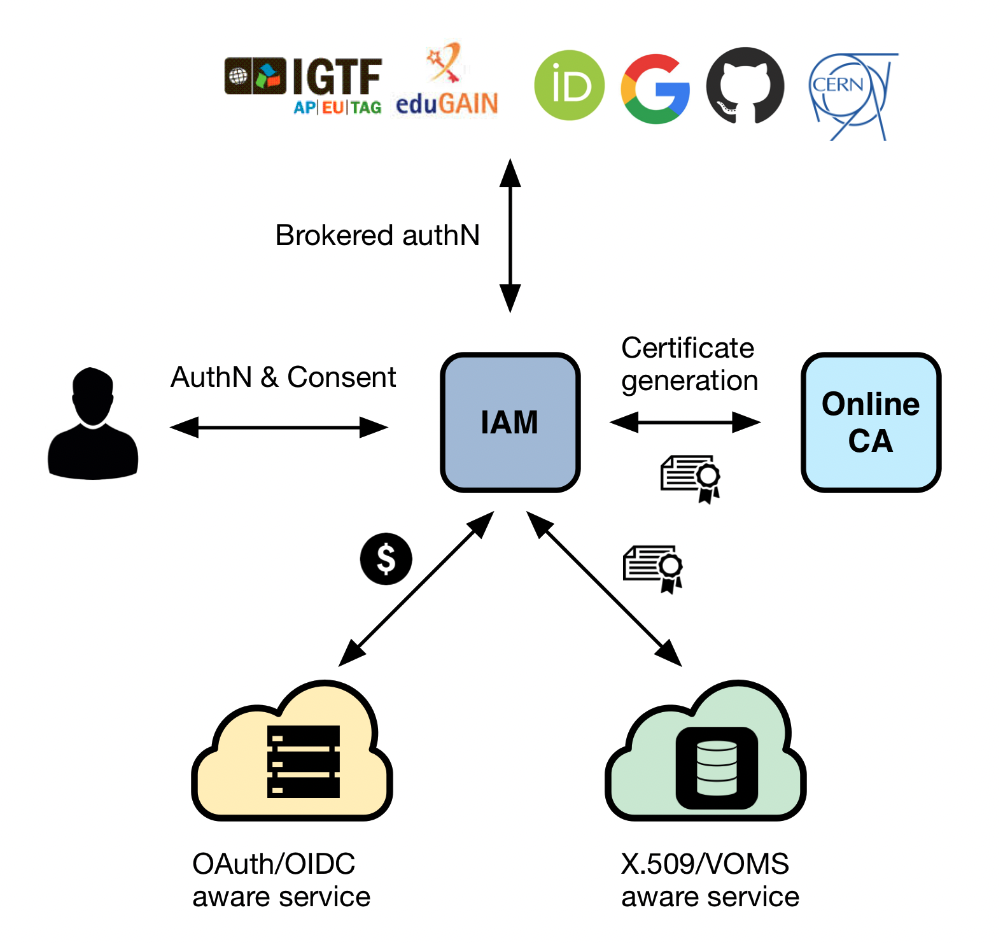 IGTF
AP|EU|TAG
eduGAIN
iD
G
CERN
Brokered authN
AuthN & Consent
IAM
Certificate
generation
Online
CA
$
OAuth/OIDC
aware service
X.509/VOMS
aware service